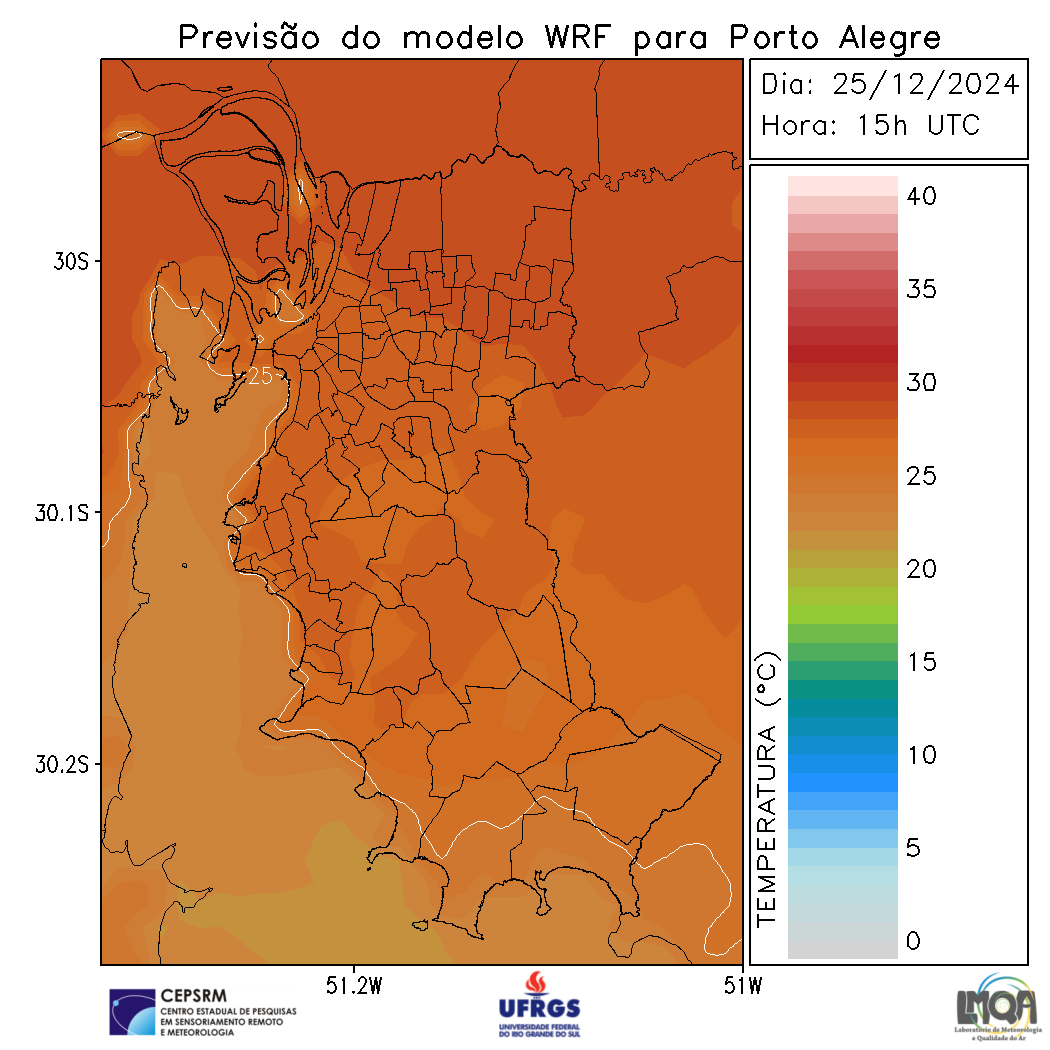 Previsão do modelo WRF para Porto Alegre
Dia: 25/12/2024
Hora: 15h UTC
30S
30.1S
30.2S
51.2W
51W
25
TEMPERATURA (°C)
40
35
30
25
20
15
10
5
0
CEPSRM
CENTRO ESTADUAL DE PESQUISAS
EM SENSORIAMENTO REMOTO
E METEOROLOGIA
UFRGS
UNIVERSIDADE FEDERAL
DO RIO GRANDE DO SUL
LMQA
Laboratório de Meteorologia
e Qualidade do Ar